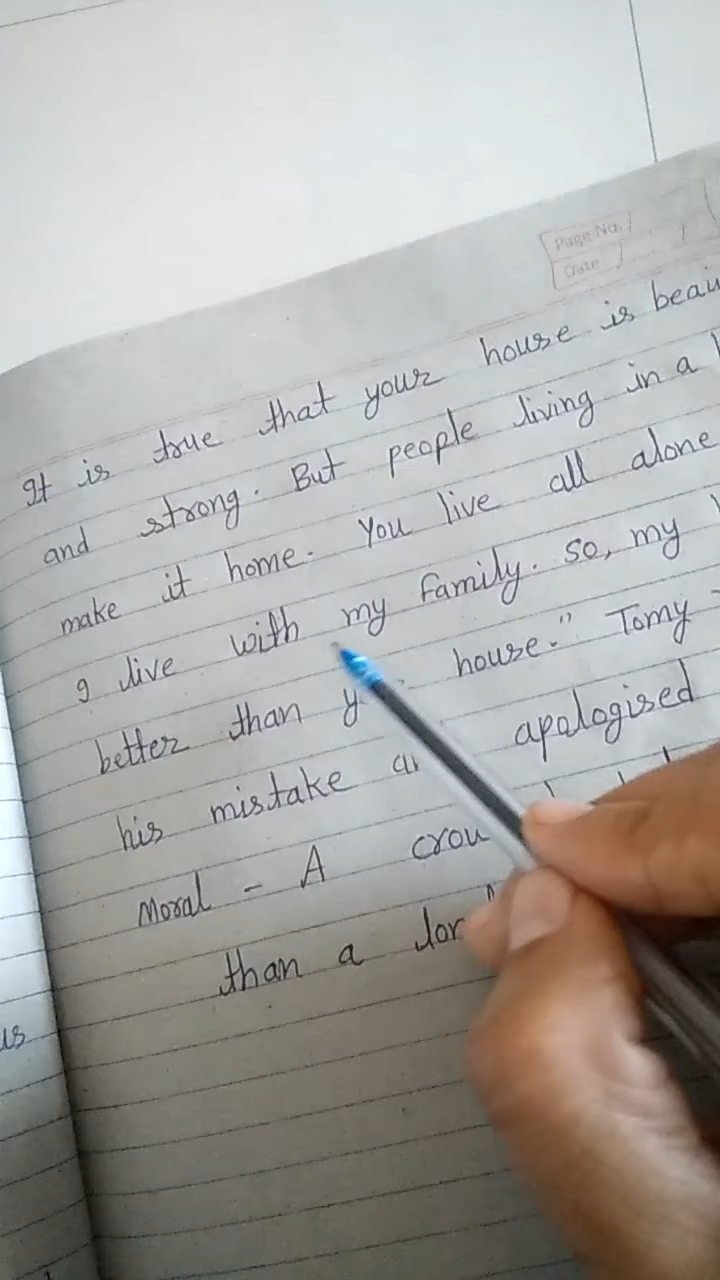 Page No.
Date
It is true that your house is
and strong. But people living in a
make it home. You live all alone
I live with my family. So, my
better than house." Tomy
his mistake apologised
Moral - A
than a
us